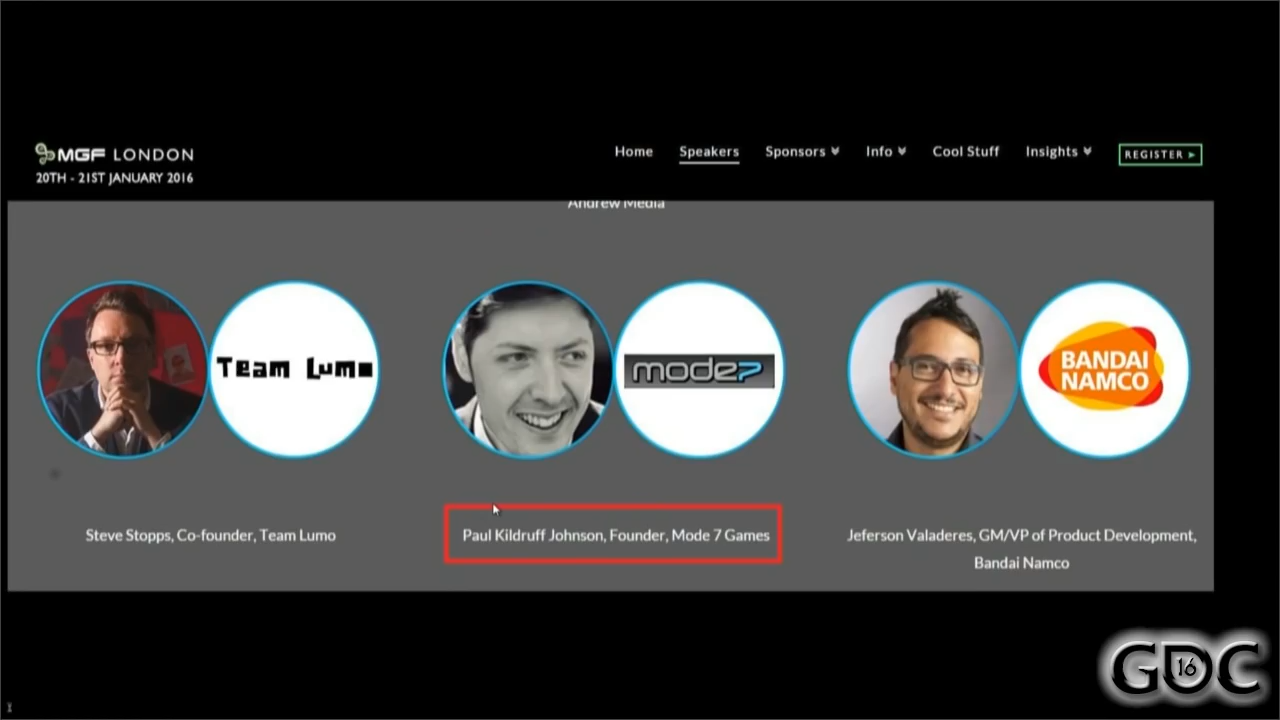 MGF LONDON
20TH - 21ST JANUARY 2016
Home Speakers Sponsors Info Cool Stuff Insights REGISTER
Andrew Media
Team Lumo
mode7
BANDAI
NAMCO
Steve Stopps, Co-founder, Team Lumo
Paul Kildruff Johnson, Founder, Mode 7 Games
Jeferson Valaderes, GM/VP of Product Development,
Bandai Namco
GDC
16